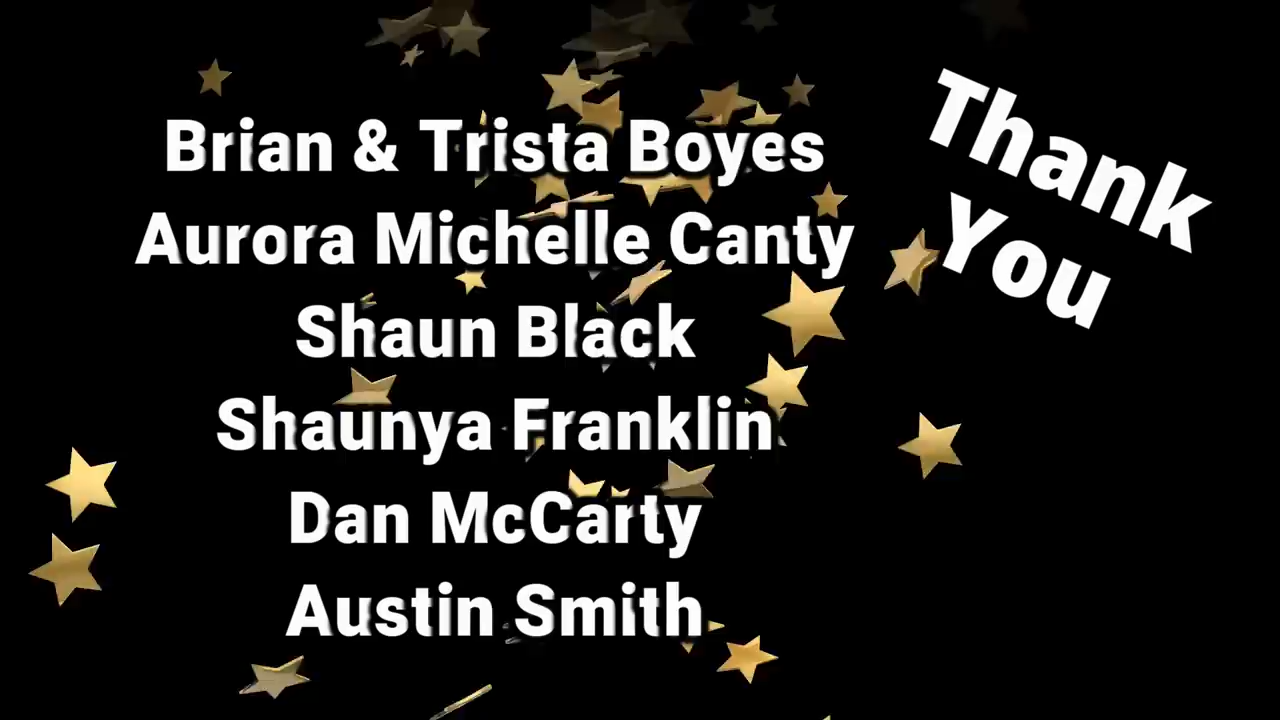 Brian & Trista Boyes
Aurora Michelle Canty
Shaun Black
Shaunya Franklin
Dan McCarty
Austin Smith
Thank
You